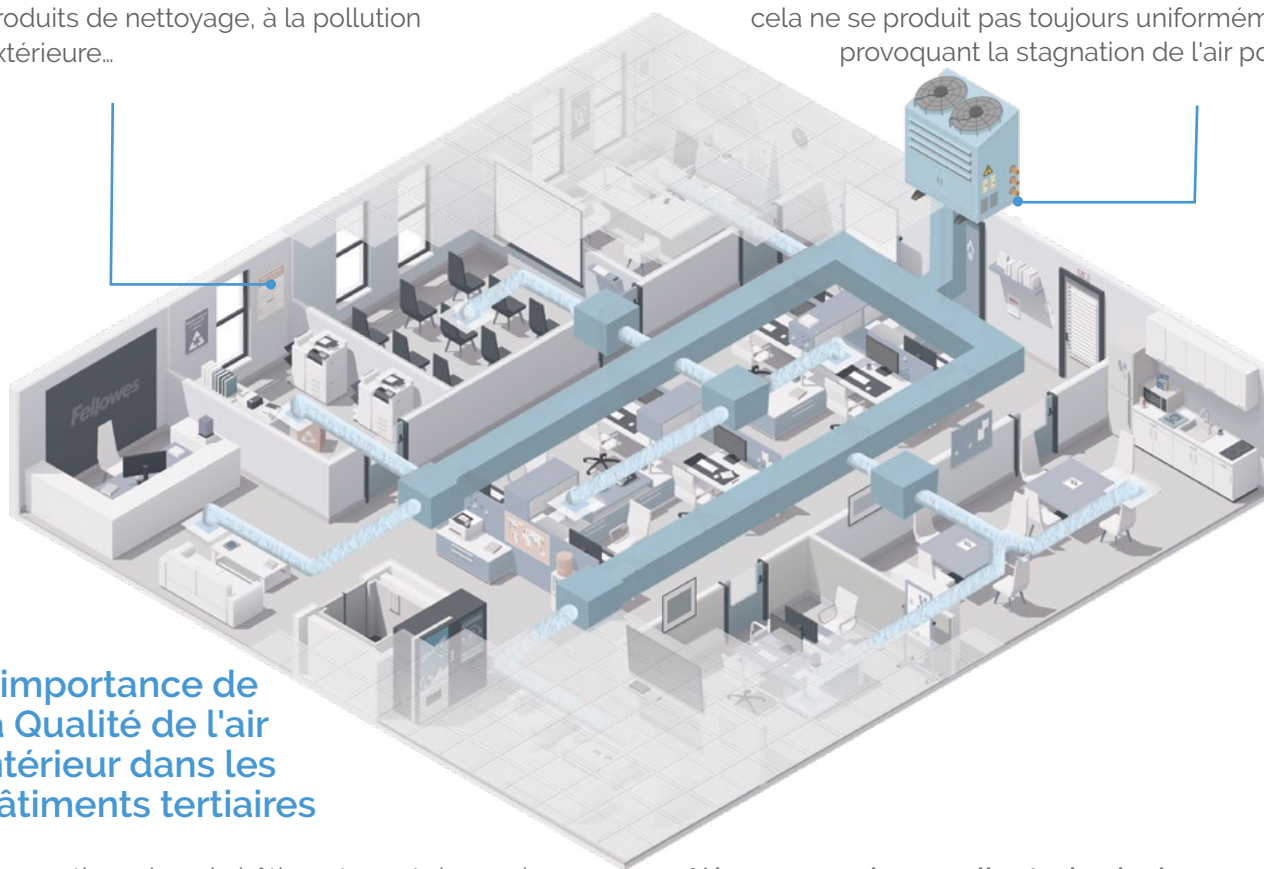 roduits de nettoyage, à la pollution
xtérieure…
cela ne se produit pas toujours uniformém
provoquant la stagnation de l'air po
Fellowes
importance de
Qualité de l'air
ntérieur dans les
âtiments tertiaires